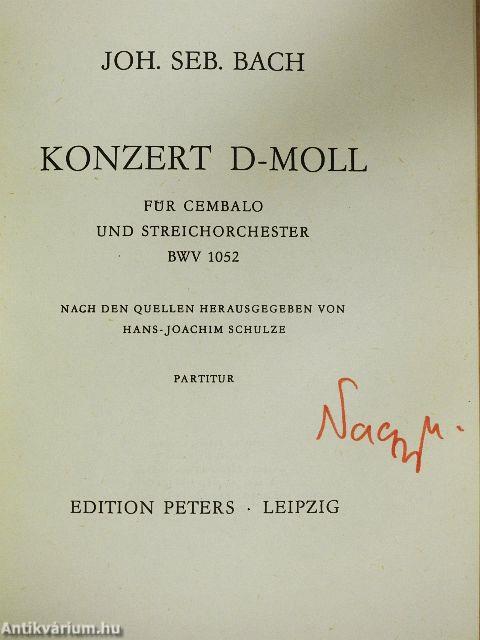 JOH. SEB. BACH
KONZERT D-MOLL
FÜR CEMBALO
UND STREICHORCHESTER
BWV 1052
NACH DEN QUELLEN HERAUSGEGEBEN VON
HANS-JOACHIM SCHULZE
PARTITUR
Nagy
EDITION PETERS · LEIPZIG
Antikvárium.hu